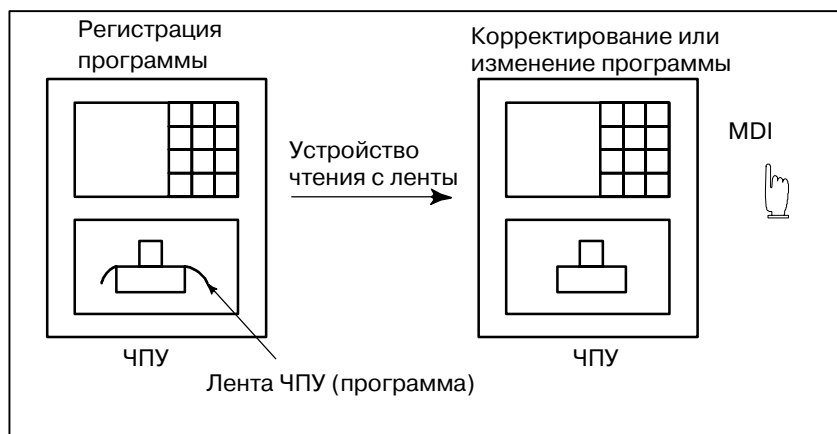 Регистрация
программы
Корректирование или
изменение программы
MDI
Устройство
чтения с ленты
ЧПУ
ЧПУ
Лента ЧПУ (программа)